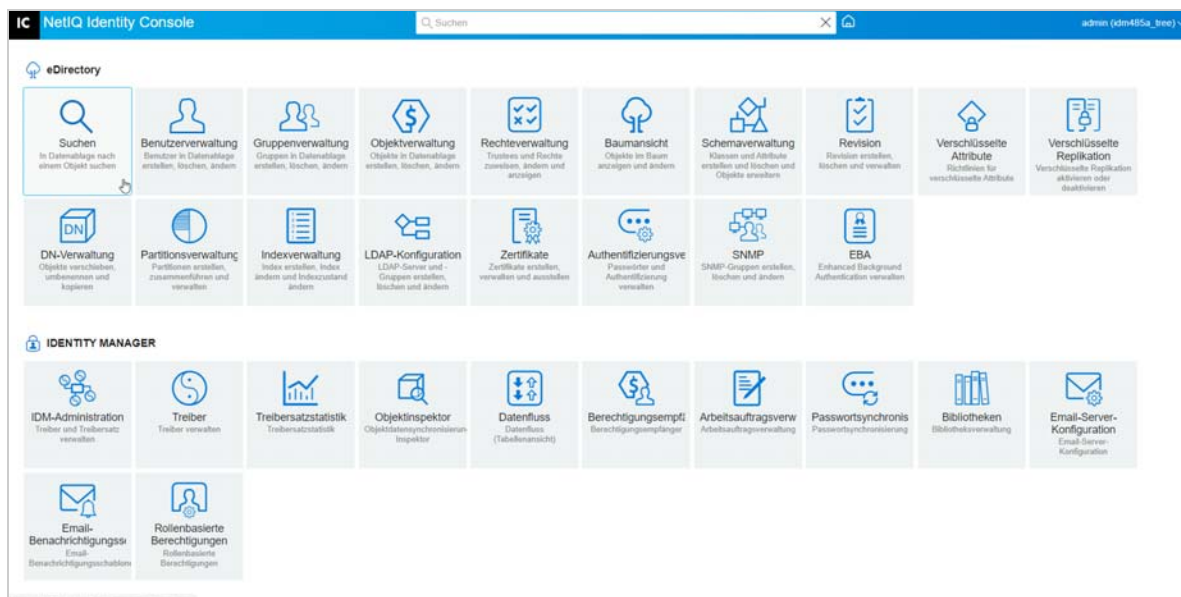 IC NetIQ Identity Console
Suchen
admin (idm485a_tree)
eDirectory
Suchen
In Datenablage nach
einem Objekt suchen
Benutzerverwaltung
Benutzer in Datenablage
erstellen, löschen, ändern
Gruppenverwaltung
Gruppen in Datenablage
erstellen, löschen, ändern
Objektverwaltung
Objekte in Datenablage
erstellen, löschen, ändern
Rechteverwaltung
Trustees und Rechte
zuweisen, ändern und
anzeigen
Baumansicht
Objekte im Baum
anzeigen und ändern
Schemaverwaltung
Klassen und Attribute
erstellen und löschen und
Objekte erweitern
Revision
Revision erstellen,
löschen und verwalten
Verschlüsselte
Attribute
Richtlinien für
verschlüsselte Attribute
Verschlüsselte
Replikation
Verschlüsselte Replikation
aktivieren oder
deaktivieren
DN
DN-Verwaltung
Objekte verschieben,
umbenennen und
kopieren
Partitionsverwaltung
Partitionen erstellen,
zusammenführen und
verwalten
Indexverwaltung
Index erstellen, Index
ändern und Indexzustand
ändern
LDAP-Konfiguration
LDAP-Server und -
Gruppen erstellen,
löschen und ändern
Zertifikate
Zertifikate erstellen,
verwalten und ausstellen
Authentifizierungsve
Passwörter und
Authentifizierung
verwalten
SNMP
SNMP-Gruppen erstellen,
löschen und ändern
EBA
Enhanced Background
Authentication verwalten
IDENTITY MANAGER
IDM-Administration
Treiber und Treibersatz
verwalten
Treiber
Treiber verwalten
Treibersatzstatistik
Treibersatzstatistik
Objektinspektor
Objektdatensynchronisierun
Inspektor
Datenfluss
Datenfluss
(Tabellenansicht)
Berechtigungsempfä
Berechtigungsempfänger
Arbeitsauftragsverw
Arbeitsauftragsverwaltung
Passwortsynchronis
Passwortsynchronisierung
Bibliotheken
Bibliotheksverwaltung
Email-Server-
Konfiguration
Email-Server-
Konfiguration
Email-
Benachrichtigungssc
Email-
Benachrichtigungsschablone
Rollenbasierte
Berechtigungen
Rollenbasierte
Berechtigungen